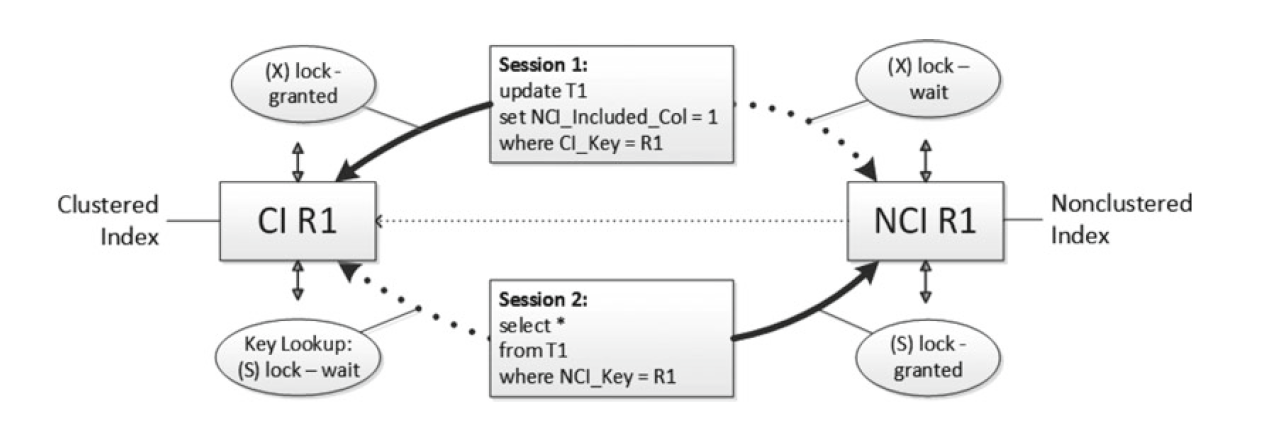 (X) lock -
granted
Session 1:
update T1
set NCI_Included_Col = 1
where CI_Key = R1
(X) lock –
wait
Clustered
Index
CI R1
NCI R1
Nonclustered
Index
Key Lookup:
(S) lock – wait
Session 2:
select *
from T1
where NCI_Key = R1
(S) lock -
granted